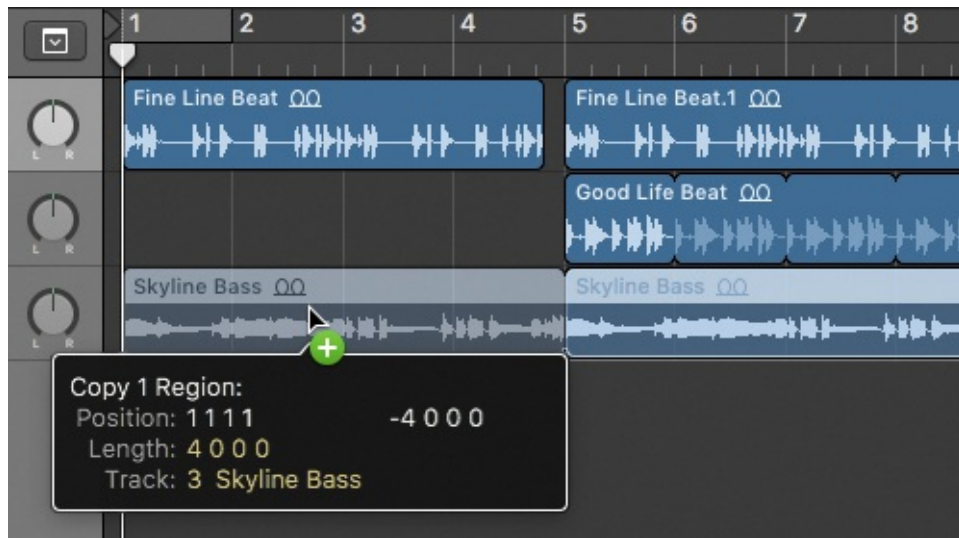 1 2 3 4 5 6 7 8
Fine Line Beat
Fine Line Beat.1
L R
Good Life Beat
L R
Skyline Bass
Skyline Bass
L R
Copy 1 Region:
Position: 1 1 1 1 -4 0 0 0
Length: 4 0 0 0
Track: 3 Skyline Bass